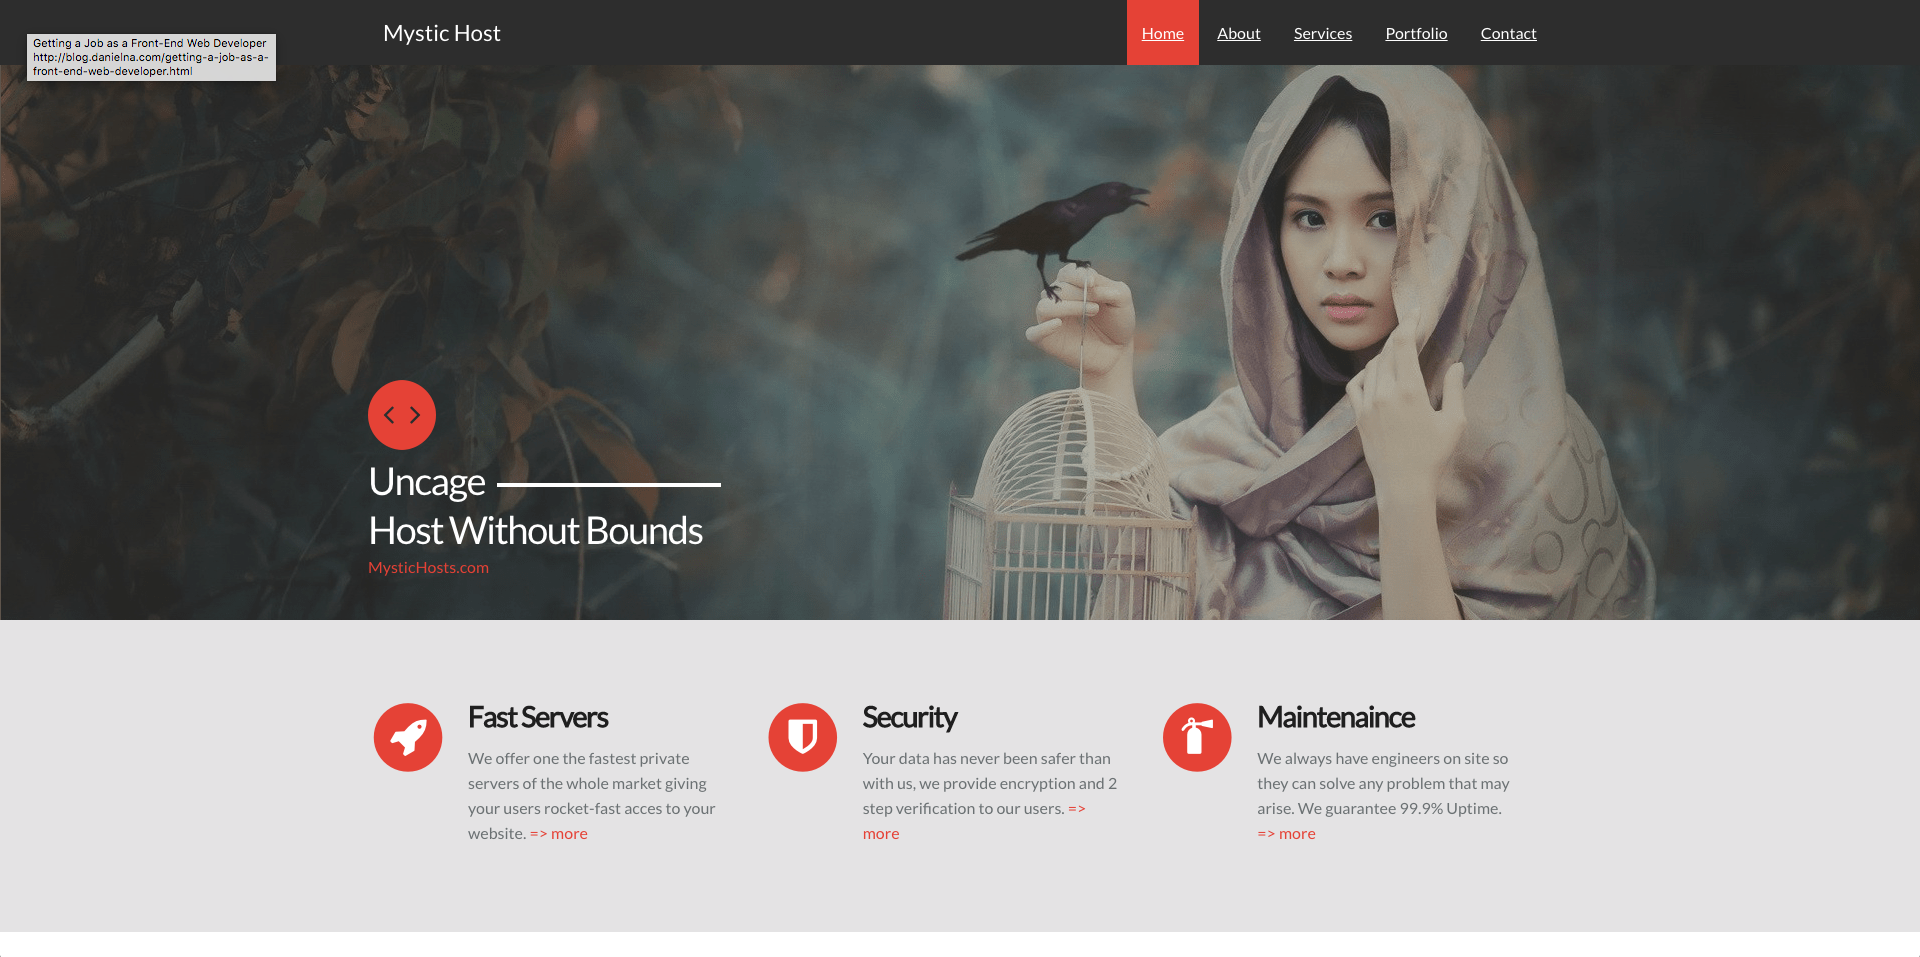 Mystic Host
Home About Services Portfolio Contact
Getting a Job as a Front-End Web Developer
http://blog.danielna.com/getting-a-job-as-a-
front-end-web-developer.html
Uncage
Host Without Bounds
MysticHosts.com
Fast Servers
We offer one the fastest private
servers of the whole market giving
your users rocket-fast acces to your
website. => more
Security
Your data has never been safer than
with us, we provide encryption and 2
step verification to our users. =>
more
Maintenaince
We always have engineers on site so
they can solve any problem that may
arise. We guarantee 99.9% Uptime.
=> more